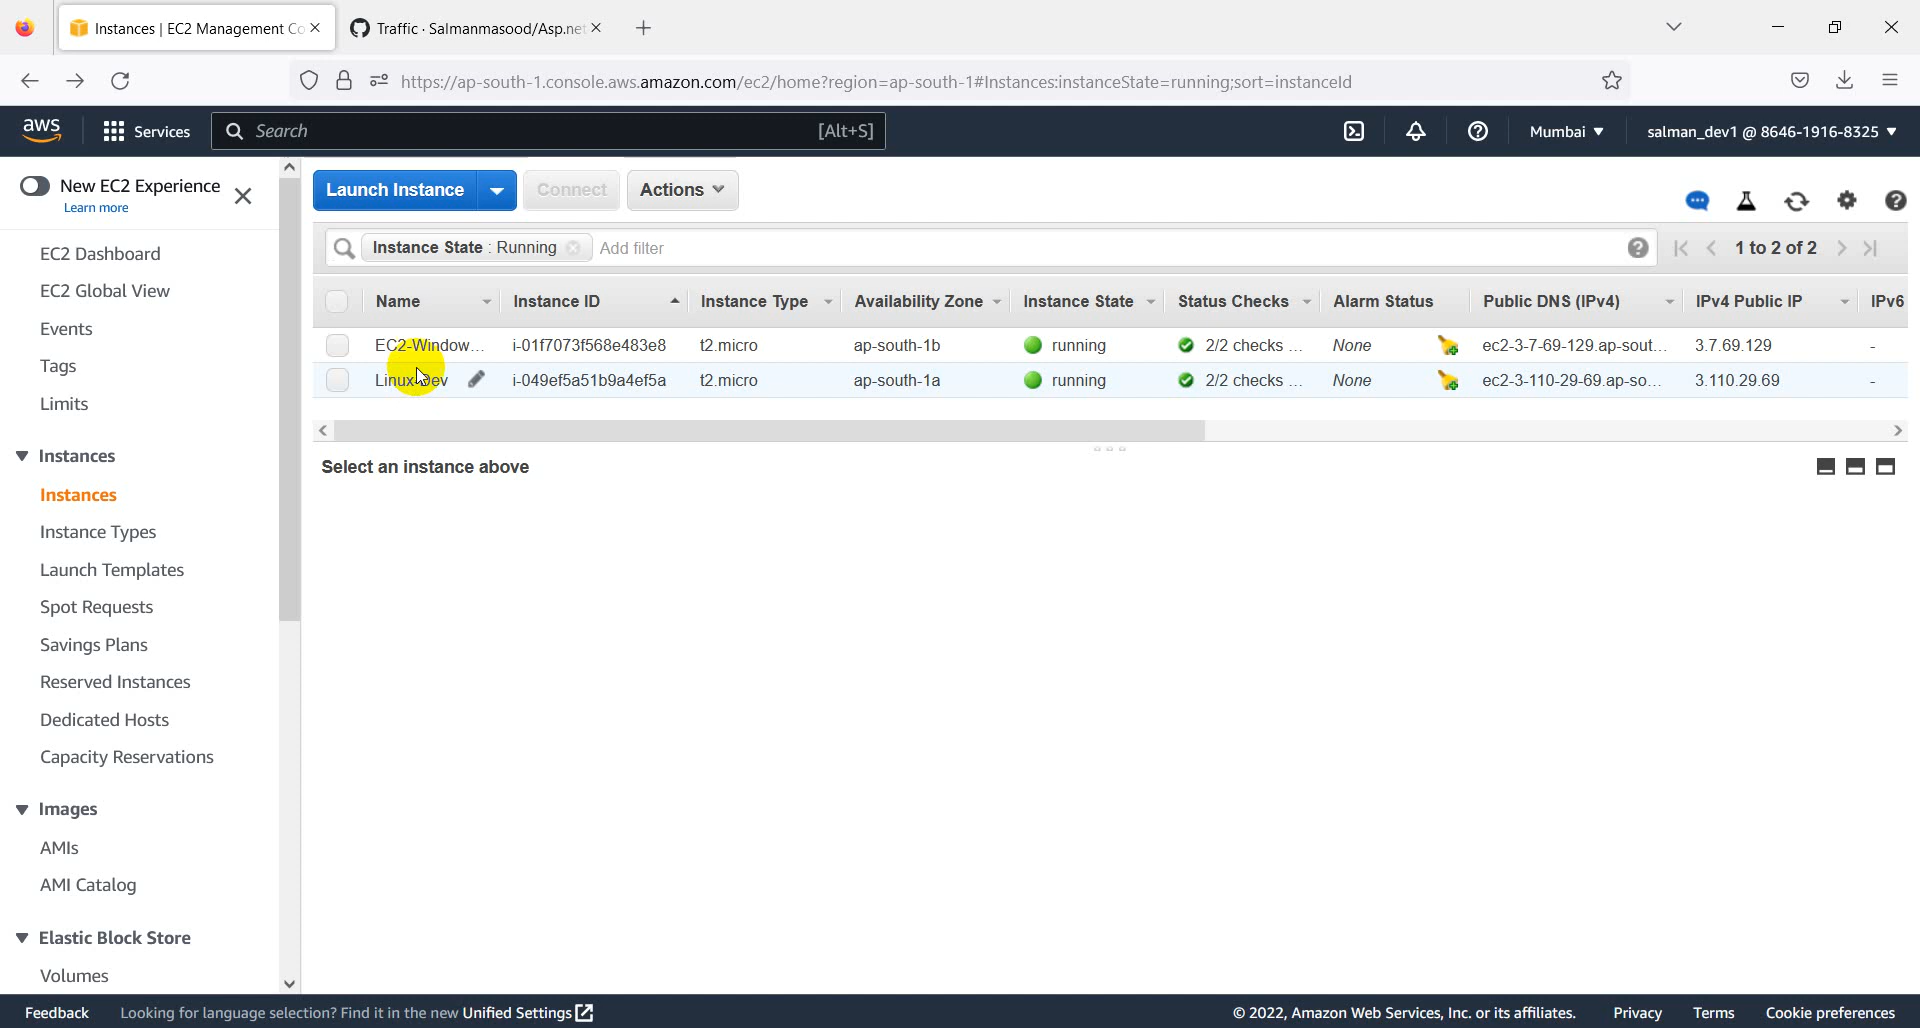 Instances | EC2 Management Co
Traffic · Salmanmasood/Asp.net
https://ap-south-1.console.aws.amazon.com/ec2/home?region=ap-south-1#Instances:instanceState=running;sort=instanceId
aws
Services
Search
[Alt+S]
Mumbai
salman_dev1 @ 8646-1916-8325
New EC2 Experience
Learn more
EC2 Dashboard
EC2 Global View
Events
Tags
Limits
Instances
Instances
Instance Types
Launch Templates
Spot Requests
Savings Plans
Reserved Instances
Dedicated Hosts
Capacity Reservations
Images
AMIs
AMI Catalog
Elastic Block Store
Volumes
Launch Instance
Connect
Actions
Instance State : Running Add filter
1 to 2 of 2
Name Instance ID Instance Type Availability Zone Instance State Status Checks Alarm Status Public DNS (IPv4) IPv4 Public IP IPv6
EC2-Window... i-01f7073f568e483e8 t2.micro ap-south-1b running 2/2 checks ... None ec2-3-7-69-129.ap-sout... 3.7.69.129 -
Linux-Dev i-049ef5a51b9a4ef5a t2.micro ap-south-1a running 2/2 checks ... None ec2-3-110-29-69.ap-so... 3.110.29.69 -
Select an instance above
Feedback
Looking for language selection? Find it in the new Unified Settings
© 2022, Amazon Web Services, Inc. or its affiliates.
Privacy
Terms
Cookie preferences